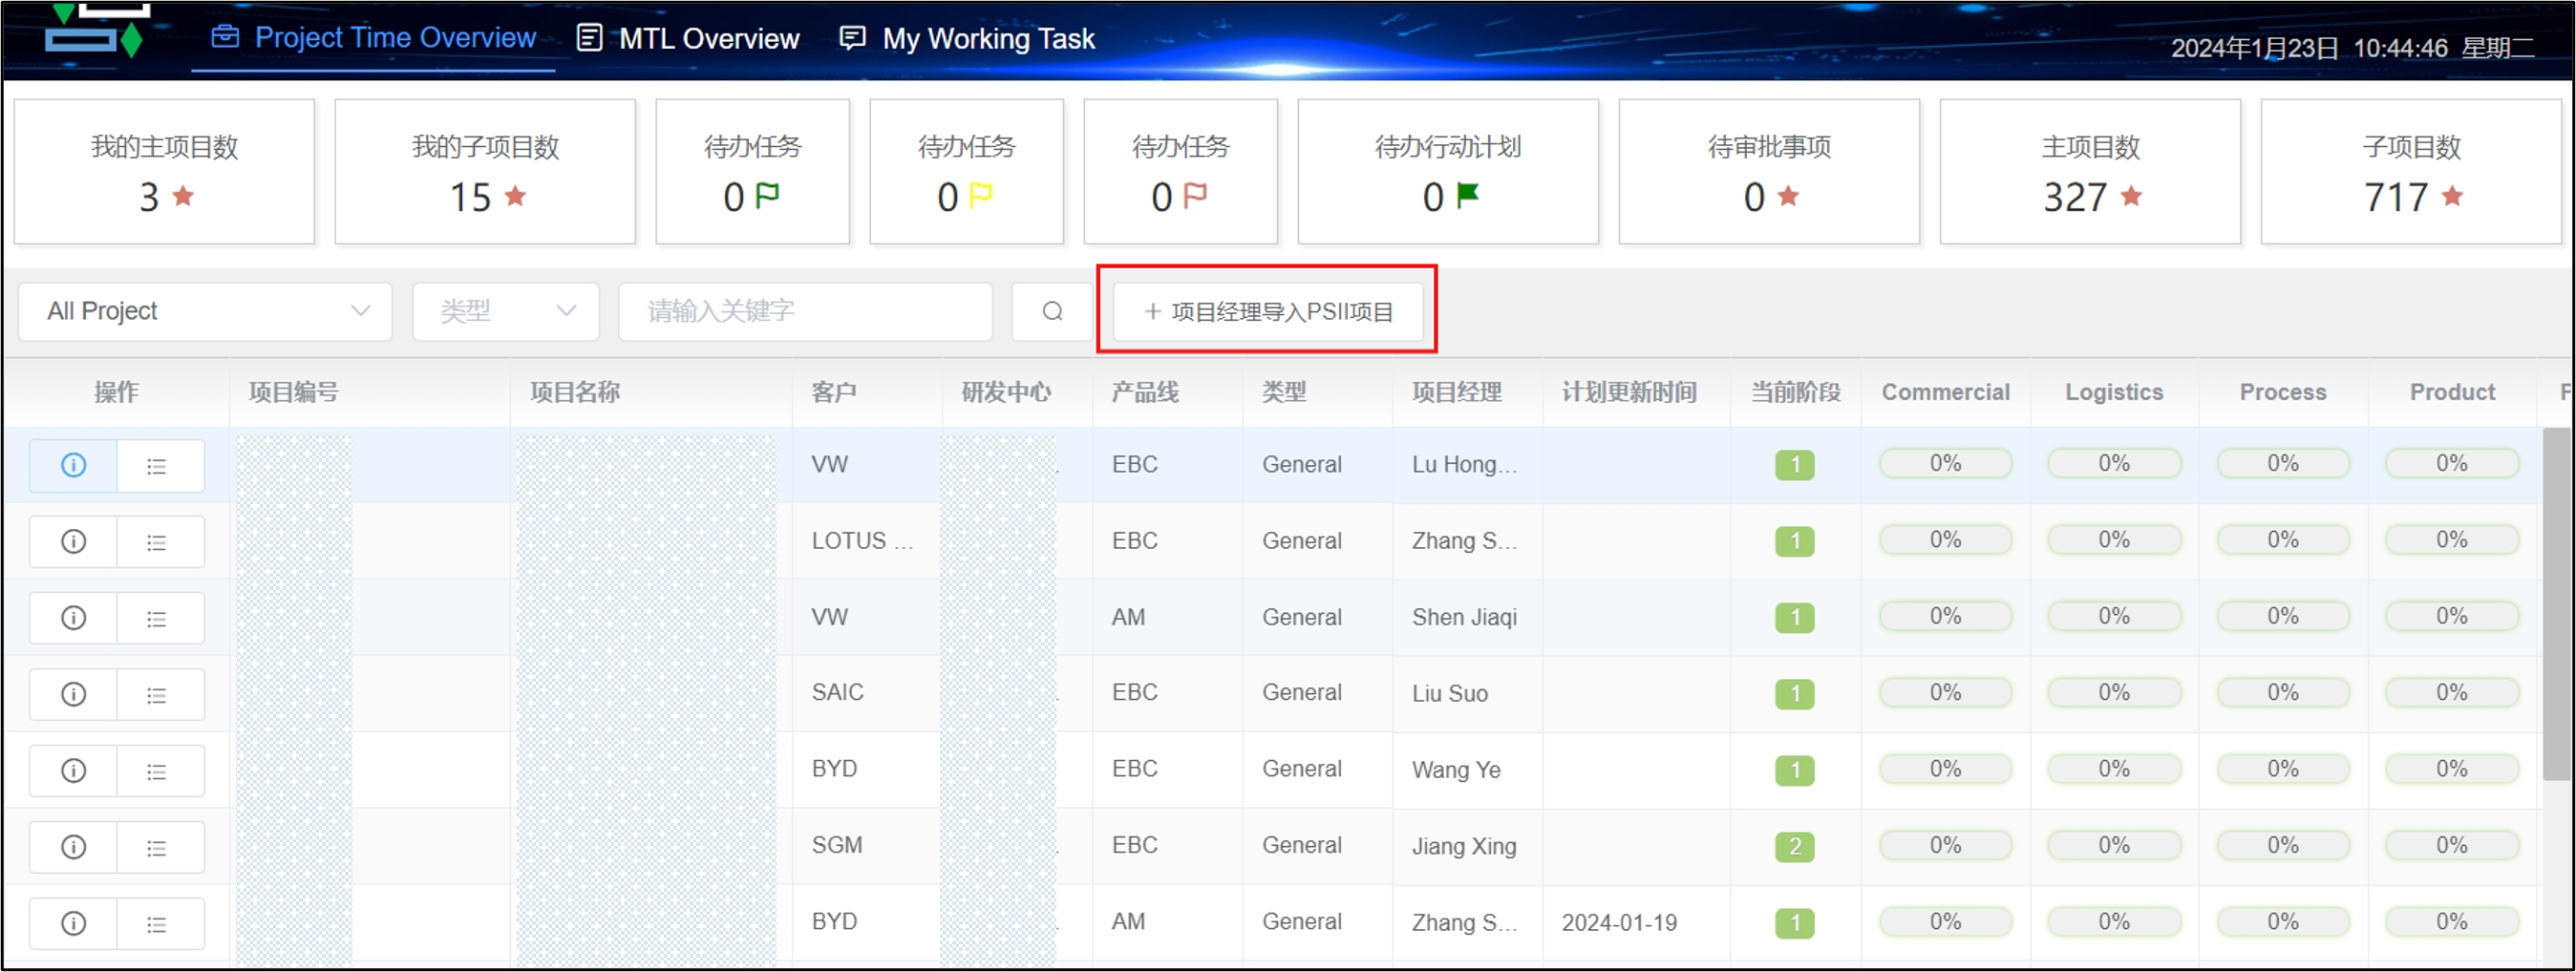 Project Time Overview MTL Overview My Working Task 2024年1月23日 10:44:46 星期二
我的主项目数 我的子项目数 待办任务 待办任务 待办任务 待办行动计划 待审批事项 主项目数 子项目数
3 15 0 0 0 0 0 327 717
All Project 类型 请输入关键字 + 项目经理导入PSII项目
操作 项目编号 项目名称 客户 研发中心 产品线 类型 项目经理 计划更新时间 当前阶段 Commercial Logistics Process Product
VW EBC General Lu Hong... 1 0% 0% 0% 0%
LOTUS ... EBC General Zhang S... 1 0% 0% 0% 0%
VW AM General Shen Jiaqi 1 0% 0% 0% 0%
SAIC EBC General Liu Suo 1 0% 0% 0% 0%
BYD EBC General Wang Ye 1 0% 0% 0% 0%
SGM EBC General Jiang Xing 2 0% 0% 0% 0%
BYD AM General Zhang S... 2024-01-19 1 0% 0% 0% 0%